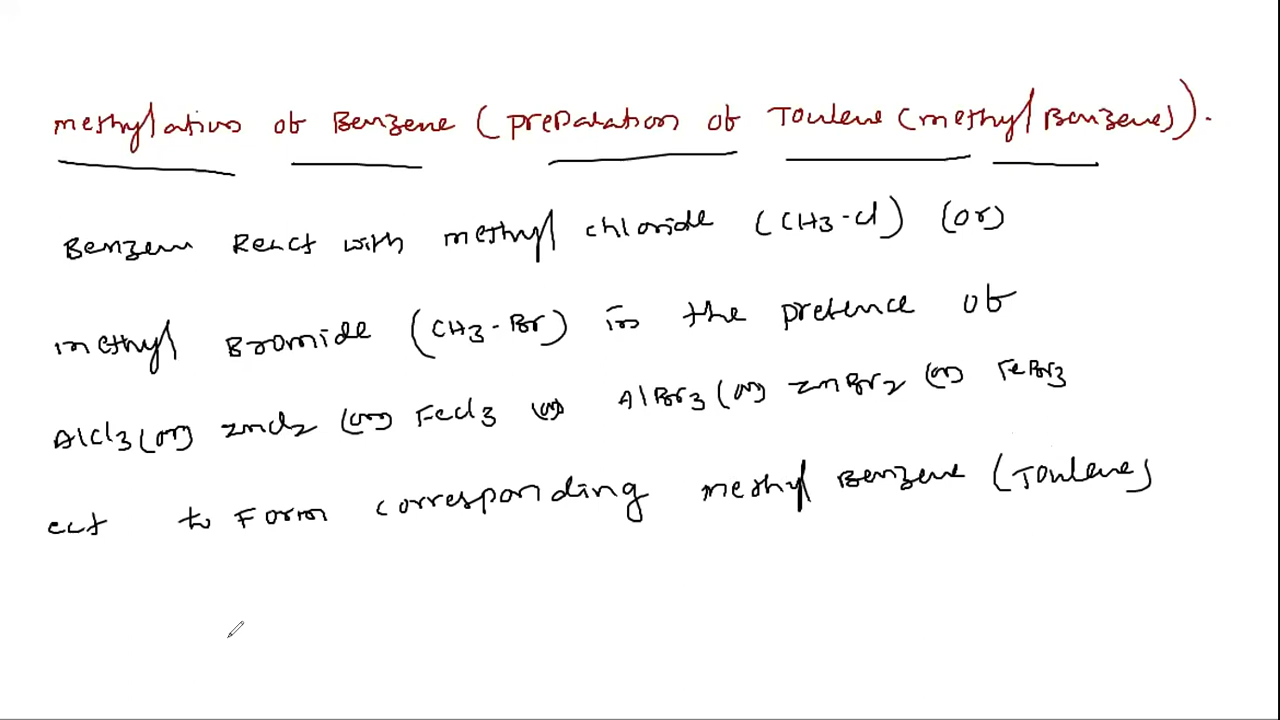 methylation of Benzene (preparation of Toulene (methyl Benzene)).
Benzene React with methyl chloride (CH3-Cl) (or)
methyl Bromide (CH3-Br) in the presence of
AlCl3 (or) ZnCl2 (or) FeCl3 (or) AlBr3 (or) ZnBr2 (or) FeBr3
ect to Form corresponding methyl Benzene (Toulene)